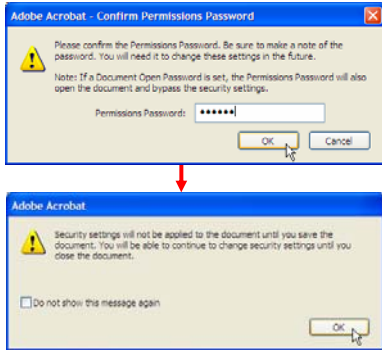 Adobe Acrobat - Confirm Permissions Password
Please confirm the Permissions Password. Be sure to make a note of the
password. You will need it to change these settings in the future.
Note: If a Document Open Password is set, the Permissions Password will also
open the document and bypass the security settings.
Permissions Password: ••••••
OK Cancel
Adobe Acrobat
Security settings will not be applied to the document until you save the
document. You will be able to continue to change security settings until you
close the document.
Do not show this message again
OK